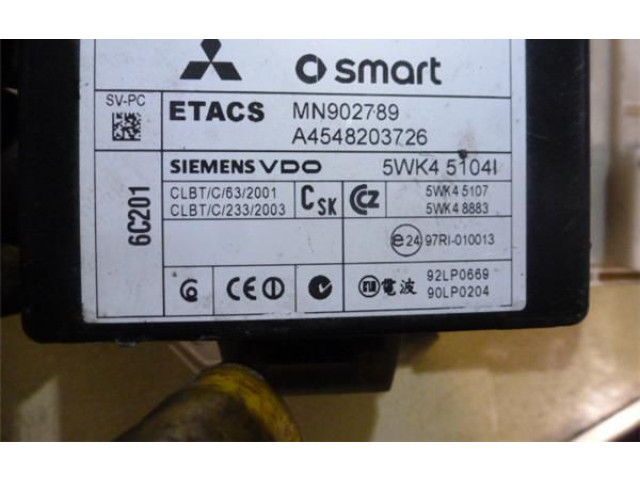 smart
SV-PC
ETACS MN902789
A4548203726
SIEMENS VDO 5WK4 5104I
6C201
CLBT/C/63/2001
CLBT/C/233/2003
CSK
5WK4 5107
5WK4 8883
e24 97RI-010013
CE
電波
92LP0669
90LP0204